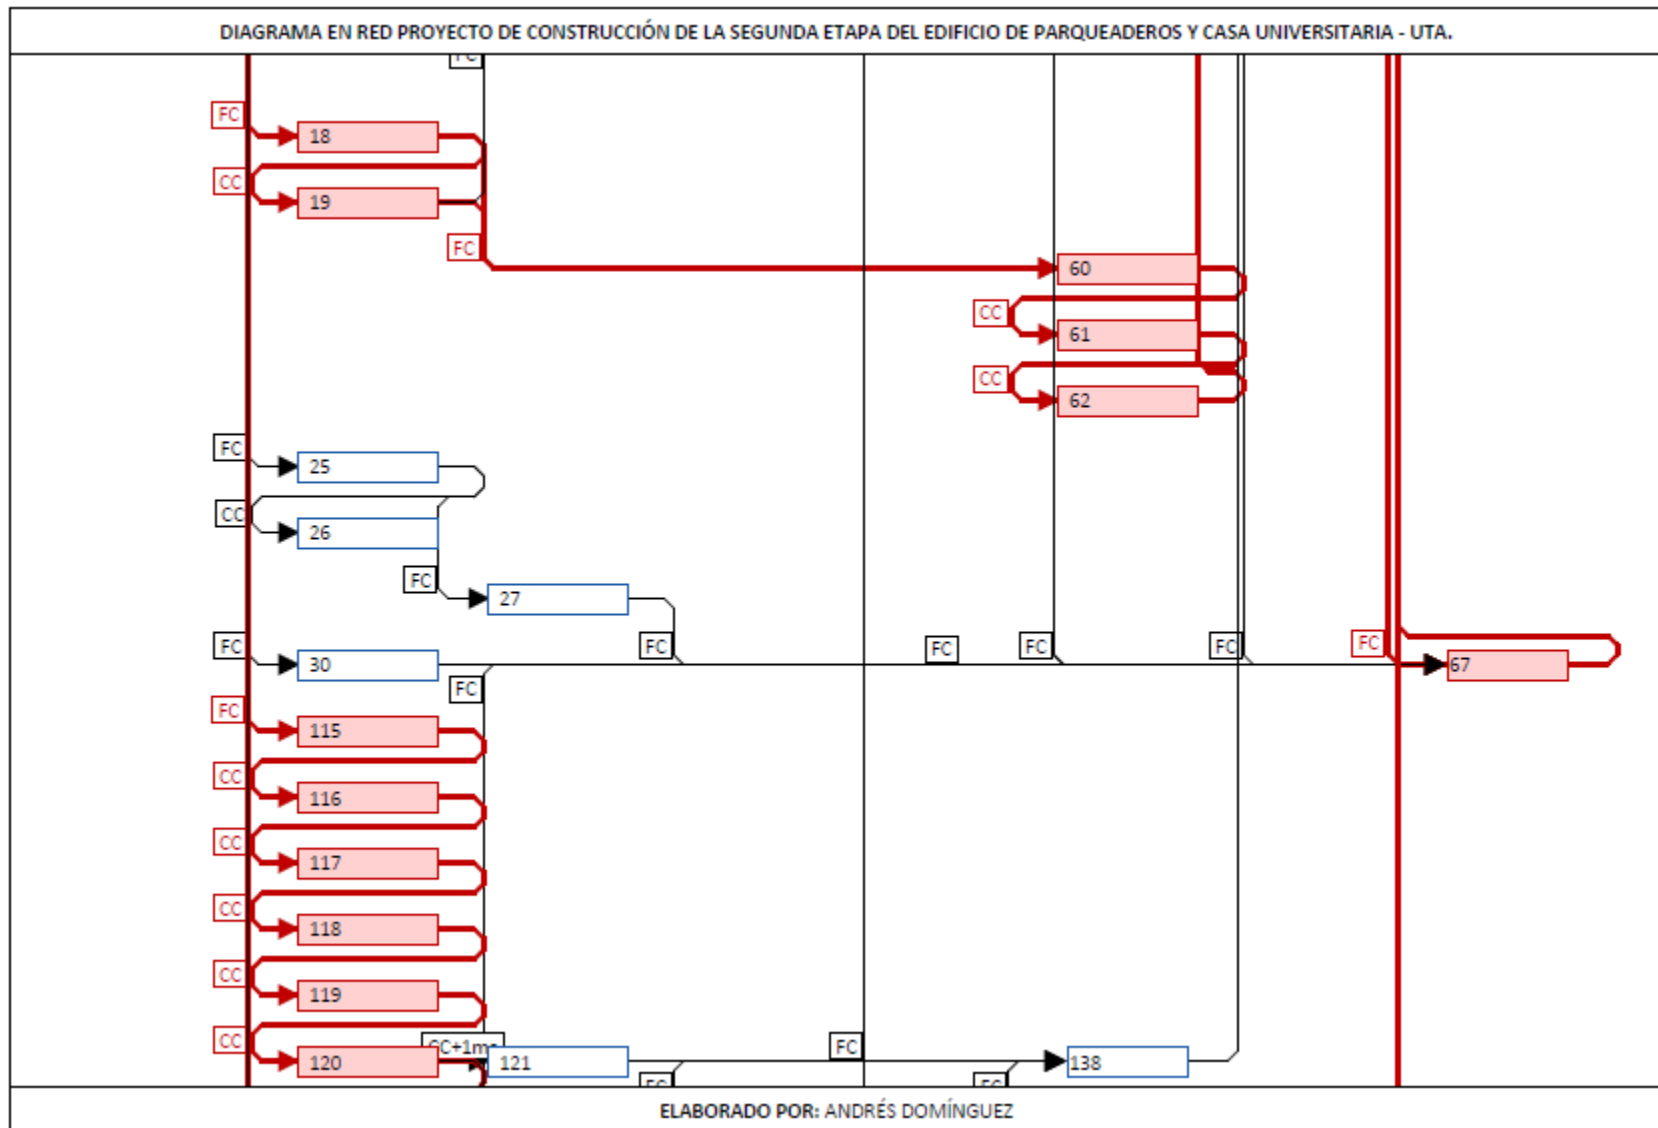 DIAGRAMA EN RED PROYECTO DE CONSTRUCCIÓN DE LA SEGUNDA ETAPA DEL EDIFICIO DE PARQUEADEROS Y CASA UNIVERSITARIA - UTA.
FC
FC
18
CC
19
FC
60
CC
61
CC
62
FC
25
CC
26
FC
27
FC
30
FC
FC
FC
FC
FC
67
FC
FC
115
CC
116
CC
117
CC
118
CC
119
CC
120
121
FC
138
FC
FC
ELABORADO POR: ANDRÉS DOMÍNGUEZ